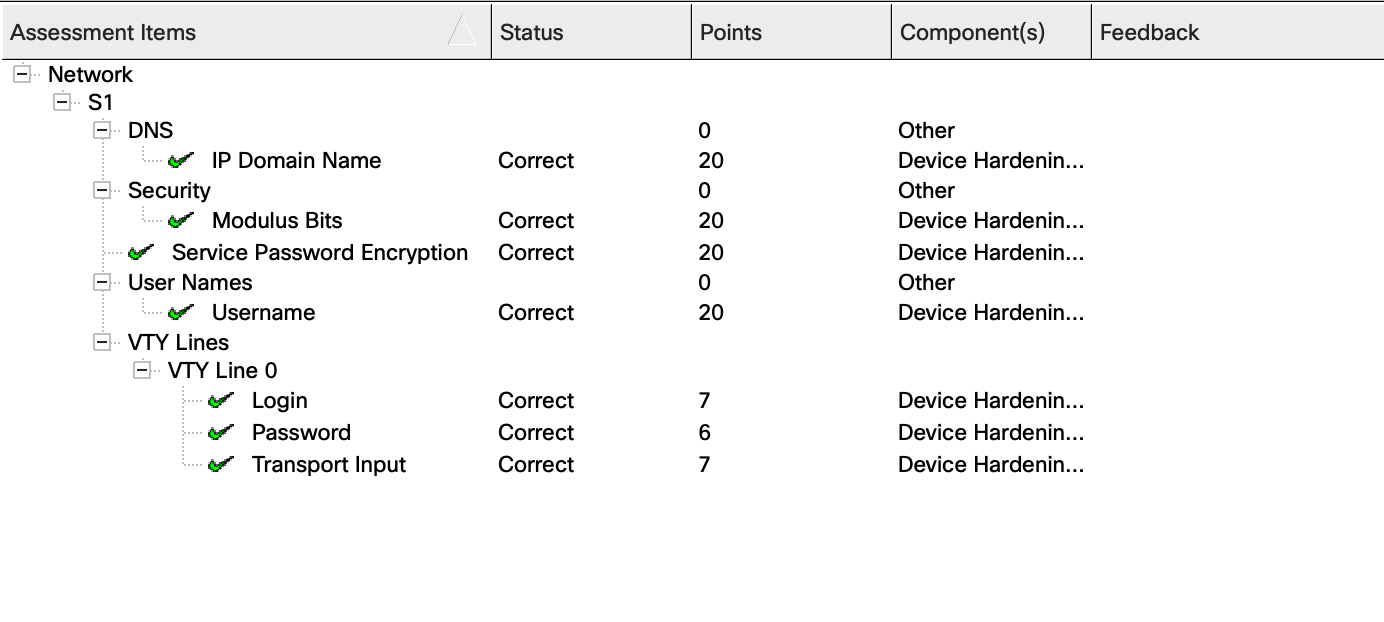 Assessment Items Status Points Component(s) Feedback
Network
S1
DNS 0 Other
IP Domain Name Correct 20 Device Hardenin...
Security 0 Other
Modulus Bits Correct 20 Device Hardenin...
Service Password Encryption Correct 20 Device Hardenin...
User Names 0 Other
Username Correct 20 Device Hardenin...
VTY Lines
VTY Line 0
Login Correct 7 Device Hardenin...
Password Correct 6 Device Hardenin...
Transport Input Correct 7 Device Hardenin...